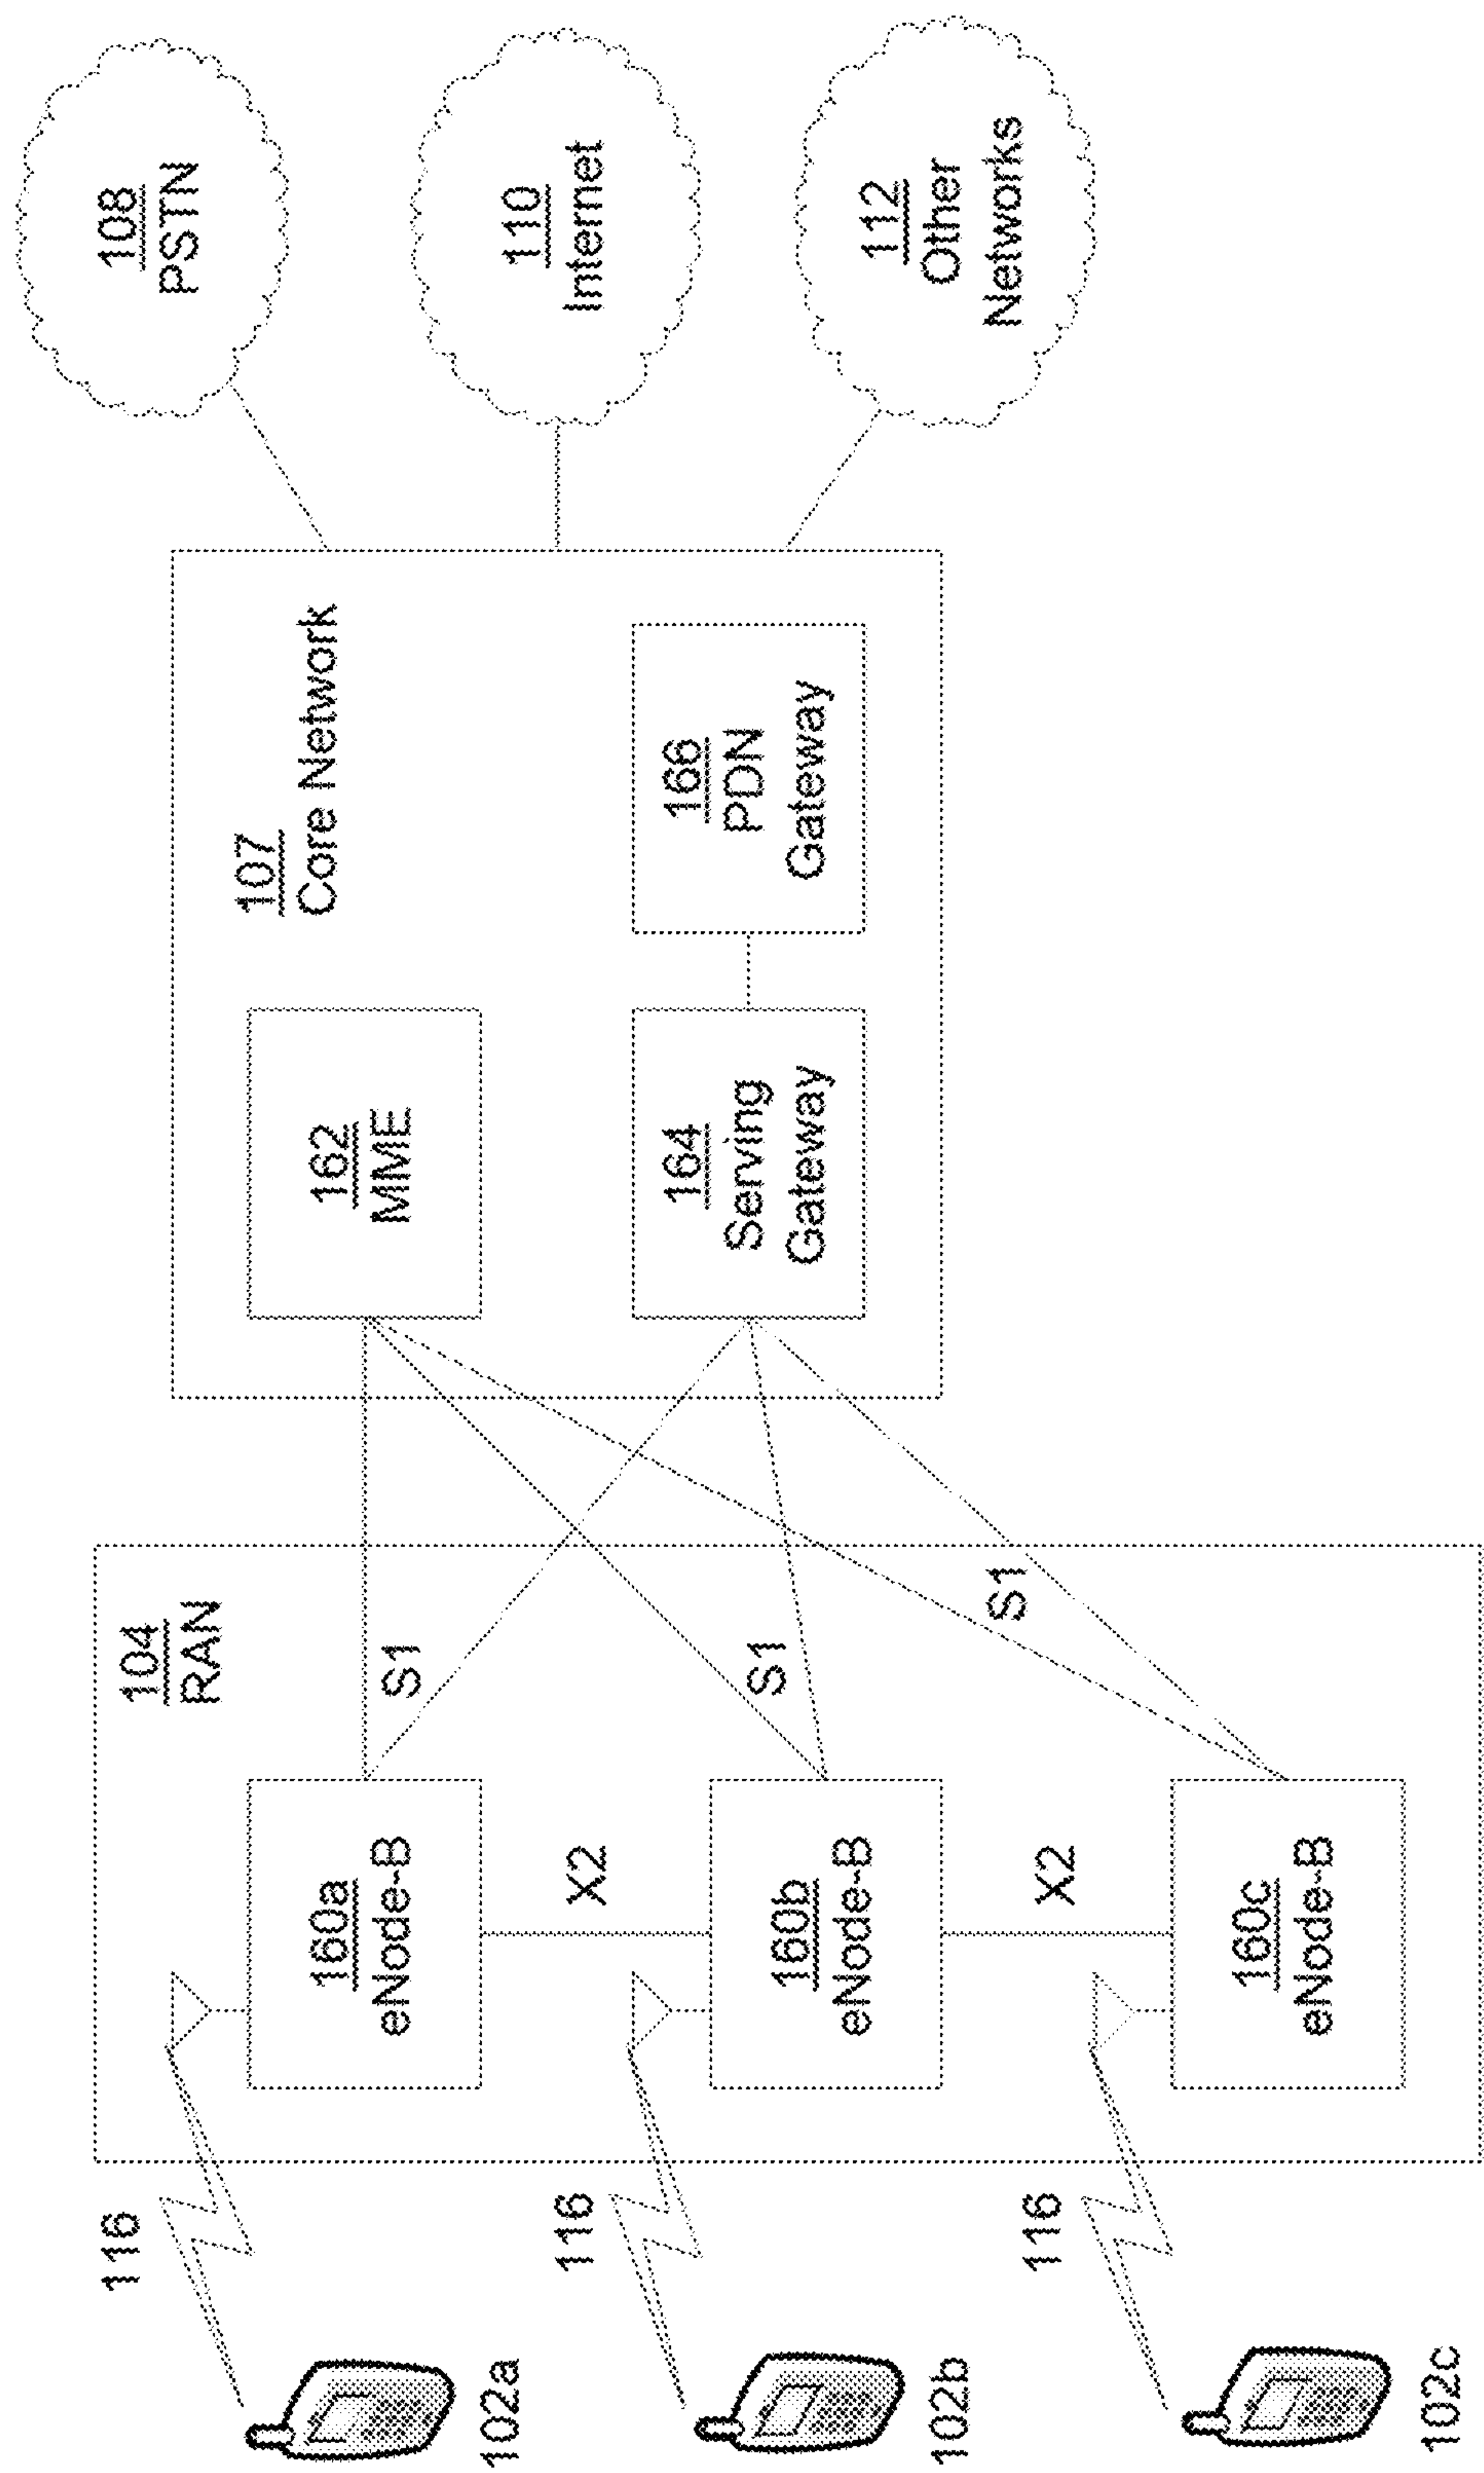 102a
102b
102c
116
116
116
104
RAN
160a
eNode-B
X2
160b
eNode-B
X2
160c
eNode-B
S1
S1
S1
107
Core Network
162
MME
164
Serving
Gateway
166
PDN
Gateway
108
PSTN
110
Internet
112
Other
Networks